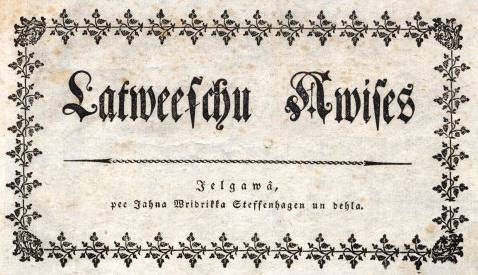 Latweeſchu Awiſes
Jelgawâ,
pee Jahna Wridrikka Steffenhagen un dehla.